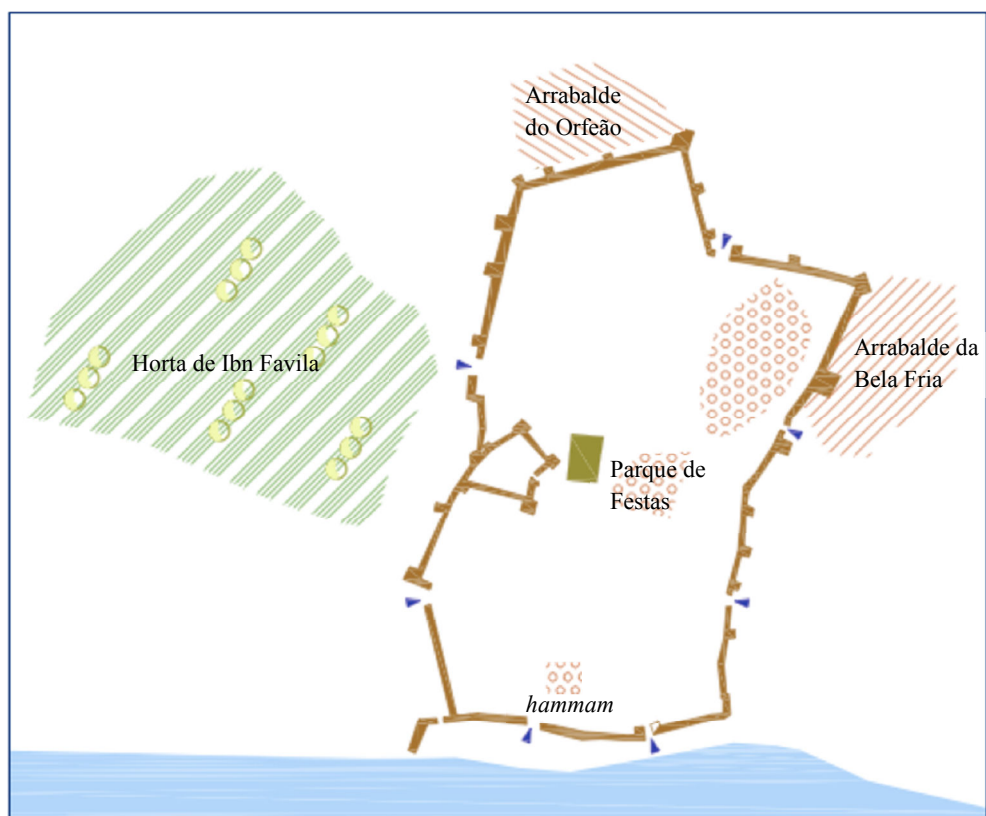 Arrabalde
do Orfeão
Horta de Ibn Favila
Arrabalde da
Bela Fria
Parque de
Festas
hammam